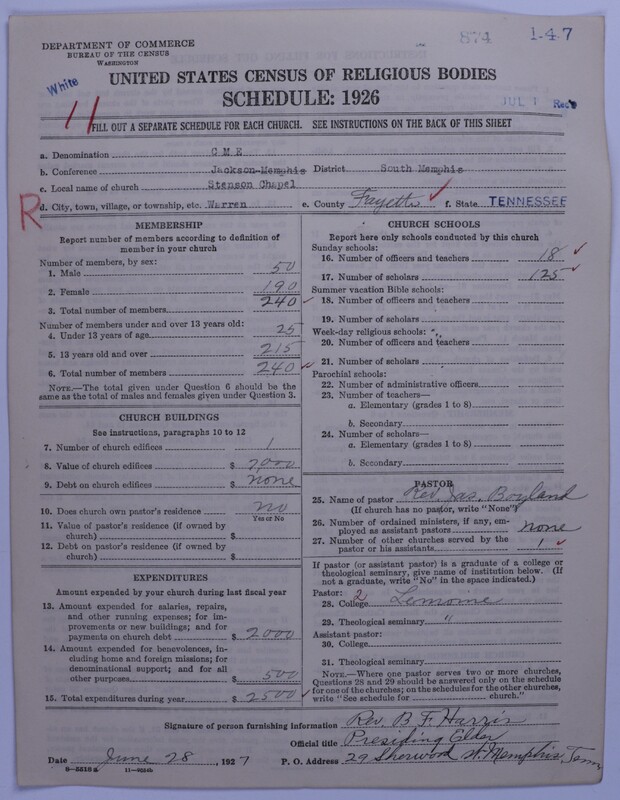 DEPARTMENT OF COMMERCE
BUREAU OF THE CENSUS
WASHINGTON
874
1-4-7
White
UNITED STATES CENSUS OF RELIGIOUS BODIES
SCHEDULE: 1926
JUL 1 Rec'd
11
FILL OUT A SEPARATE SCHEDULE FOR EACH CHURCH. SEE INSTRUCTIONS ON THE BACK OF THIS SHEET
a. Denomination C M E
b. Conference Jackson-Memphis District South Memphis
c. Local name of church Stenson Chapel
R
d. City, town, village, or township, etc. Warren e. County Fayette f. State TENNESSEE
MEMBERSHIP
Report number of members according to definition of
member in your church
Number of members, by sex:
1. Male 50
2. Female 190
3. Total number of members 240
Number of members under and over 13 years old:
4. Under 13 years of age 25
5. 13 years old and over 215
6. Total number of members 240
NOTE.—The total given under Question 6 should be
same as the total of males and females given under Question 3.
CHURCH BUILDINGS
See instructions, paragraphs 10 to 12
7. Number of church edifices 1
8. Value of church edifices $ 7000
9. Debt on church edifices $ none
10. Does church own pastor's residence no
Yes or No
11. Value of pastor's residence (if owned by
church) $
12. Debt on pastor's residence (if owned by
church) $
EXPENDITURES
Amount expended by your church during last fiscal year
13. Amount expended for salaries, repairs,
and other running expenses; for im-
provements or new buildings; and for
payments on church debt $ 2000
14. Amount expended for benevolences, in-
cluding home and foreign missions; for
denominational support; and for all
other purposes $ 500
15. Total expenditures during year $ 2500
CHURCH SCHOOLS
Report here only schools conducted by this church
Sunday schools:
16. Number of officers and teachers 18
17. Number of scholars 125
Summer vacation Bible schools:
18. Number of officers and teachers
19. Number of scholars
Week-day religious schools:
20. Number of officers and teachers
21. Number of scholars
Parochial schools:
22. Number of administrative officers
23. Number of teachers—
a. Elementary (grades 1 to 8)
b. Secondary
24. Number of scholars—
a. Elementary (grades 1 to 8)
b. Secondary
PASTOR
25. Name of pastor Rev. Jas. Boyland
(If church has no pastor, write "None")
26. Number of ordained ministers, if any, em-
ployed as assistant pastors none
27. Number of other churches served by the
pastor or his assistants 1
If pastor (or assistant pastor) is a graduate of a college or
theological seminary, give name of institution below. (If
not a graduate, write "No" in the space indicated.)
Pastor: 2
28. College Lemoine
29. Theological seminary "
Assistant pastor:
30. College
31. Theological seminary
NOTE.—Where one pastor serves two or more churches,
Questions 28 and 29 should be answered only on the schedule
for one of the churches; on the schedules for the other churches,
write "See schedule for church."
Signature of person furnishing information Rev. B F Harris
Official title Presiding Elder
Date June 28, 1927 P. O. Address 29 Sherwood St. Memphis, Tenn
8—5518 a 11—9524b